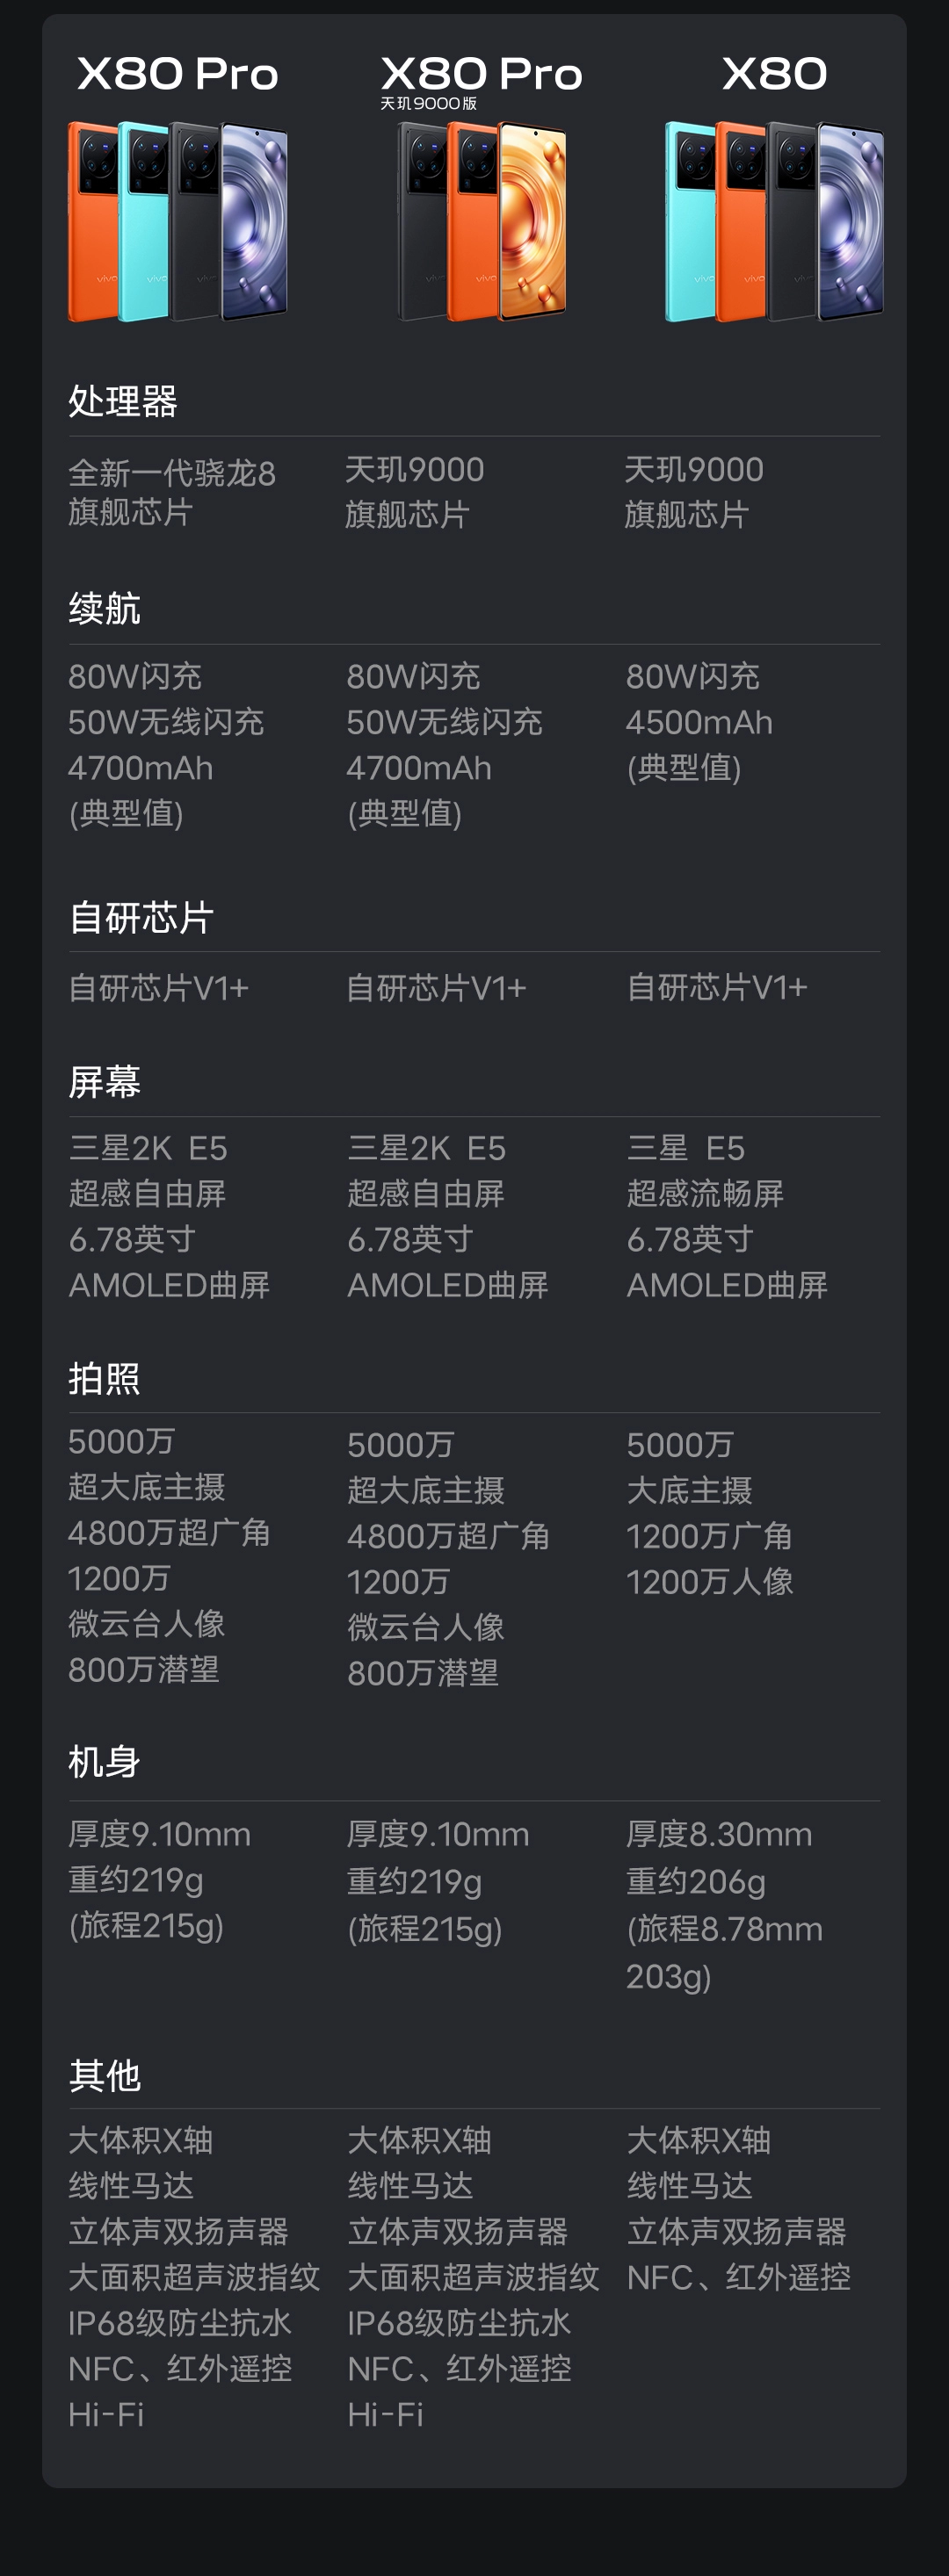 X80 Pro
X80 Pro
天玑9000版
X80
处理器
全新一代骁龙8
旗舰芯片
天玑9000
旗舰芯片
天玑9000
旗舰芯片
续航
80W闪充
50W无线闪充
4700mAh
(典型值)
80W闪充
50W无线闪充
4700mAh
(典型值)
80W闪充
4500mAh
(典型值)
自研芯片
自研芯片V1+
自研芯片V1+
自研芯片V1+
屏幕
三星2K E5
超感自由屏
6.78英寸
AMOLED曲屏
三星2K E5
超感自由屏
6.78英寸
AMOLED曲屏
三星 E5
超感流畅屏
6.78英寸
AMOLED曲屏
拍照
5000万
超大底主摄
4800万超广角
1200万
微云台人像
800万潜望
5000万
超大底主摄
4800万超广角
1200万
微云台人像
800万潜望
5000万
大底主摄
1200万广角
1200万人像
机身
厚度9.10mm
重约219g
(旅程215g)
厚度9.10mm
重约219g
(旅程215g)
厚度8.30mm
重约206g
(旅程8.78mm
203g)
其他
大体积X轴
线性马达
立体声双扬声器
大面积超声波指纹
IP68级防尘抗水
NFC、红外遥控
Hi-Fi
大体积X轴
线性马达
立体声双扬声器
大面积超声波指纹
IP68级防尘抗水
NFC、红外遥控
Hi-Fi
大体积X轴
线性马达
立体声双扬声器
NFC、红外遥控